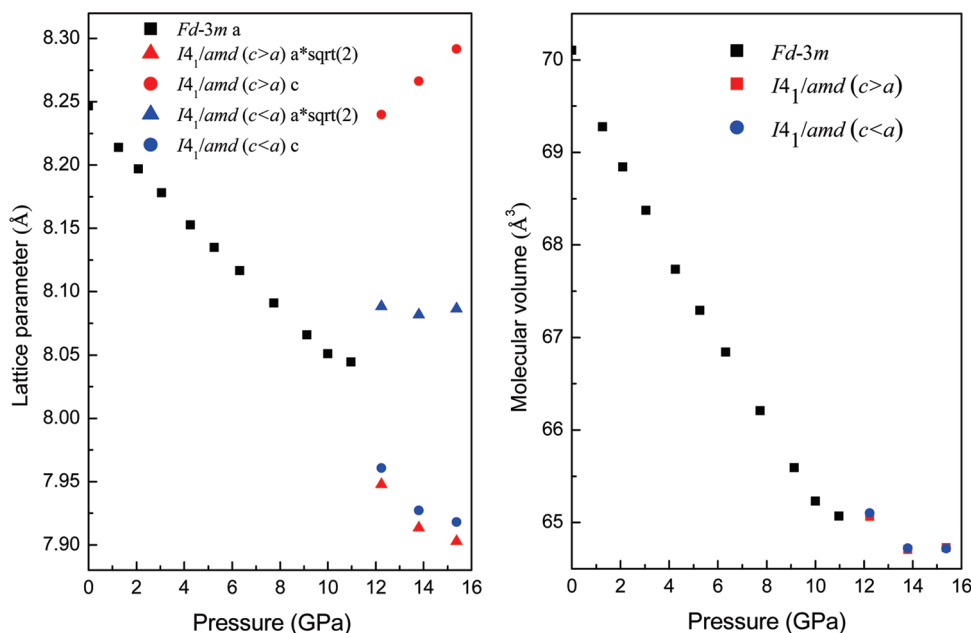 8.30
8.25
8.20
8.15
8.10
8.05
8.00
7.95
7.90
Lattice parameter (Å)
Fd-3m a
I4₁/amd (c>a) a*sqrt(2)
I4₁/amd (c>a) c
I4₁/amd (c<a) a*sqrt(2)
I4₁/amd (c<a) c
0 2 4 6 8 10 12 14 16
Pressure (GPa)
70
69
68
67
66
65
Molecular volume (Å³)
Fd-3m
I4₁/amd (c>a)
I4₁/amd (c<a)
0 2 4 6 8 10 12 14 16
Pressure (GPa)